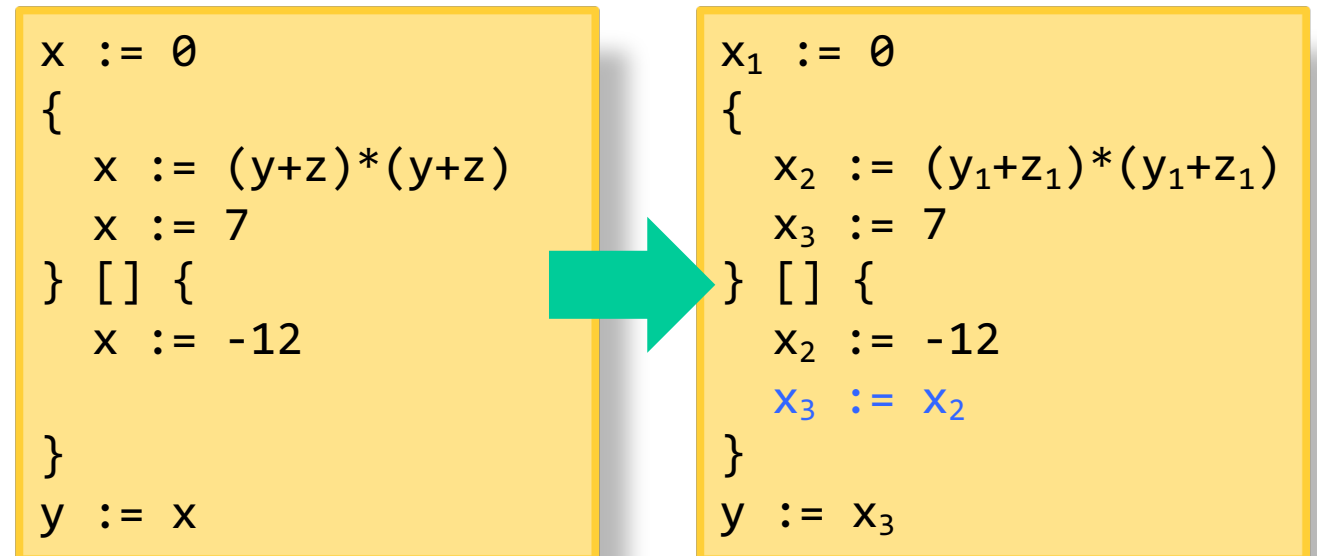 x := 0
{
  x := (y+z)*(y+z)
  x := 7
} [] {
  x := -12
}
y := x
x₁ := 0
{
  x₂ := (y₁+z₁)*(y₁+z₁)
  x₃ := 7
} [] {
  x₂ := -12
  x₃ := x₂
}
y := x₃